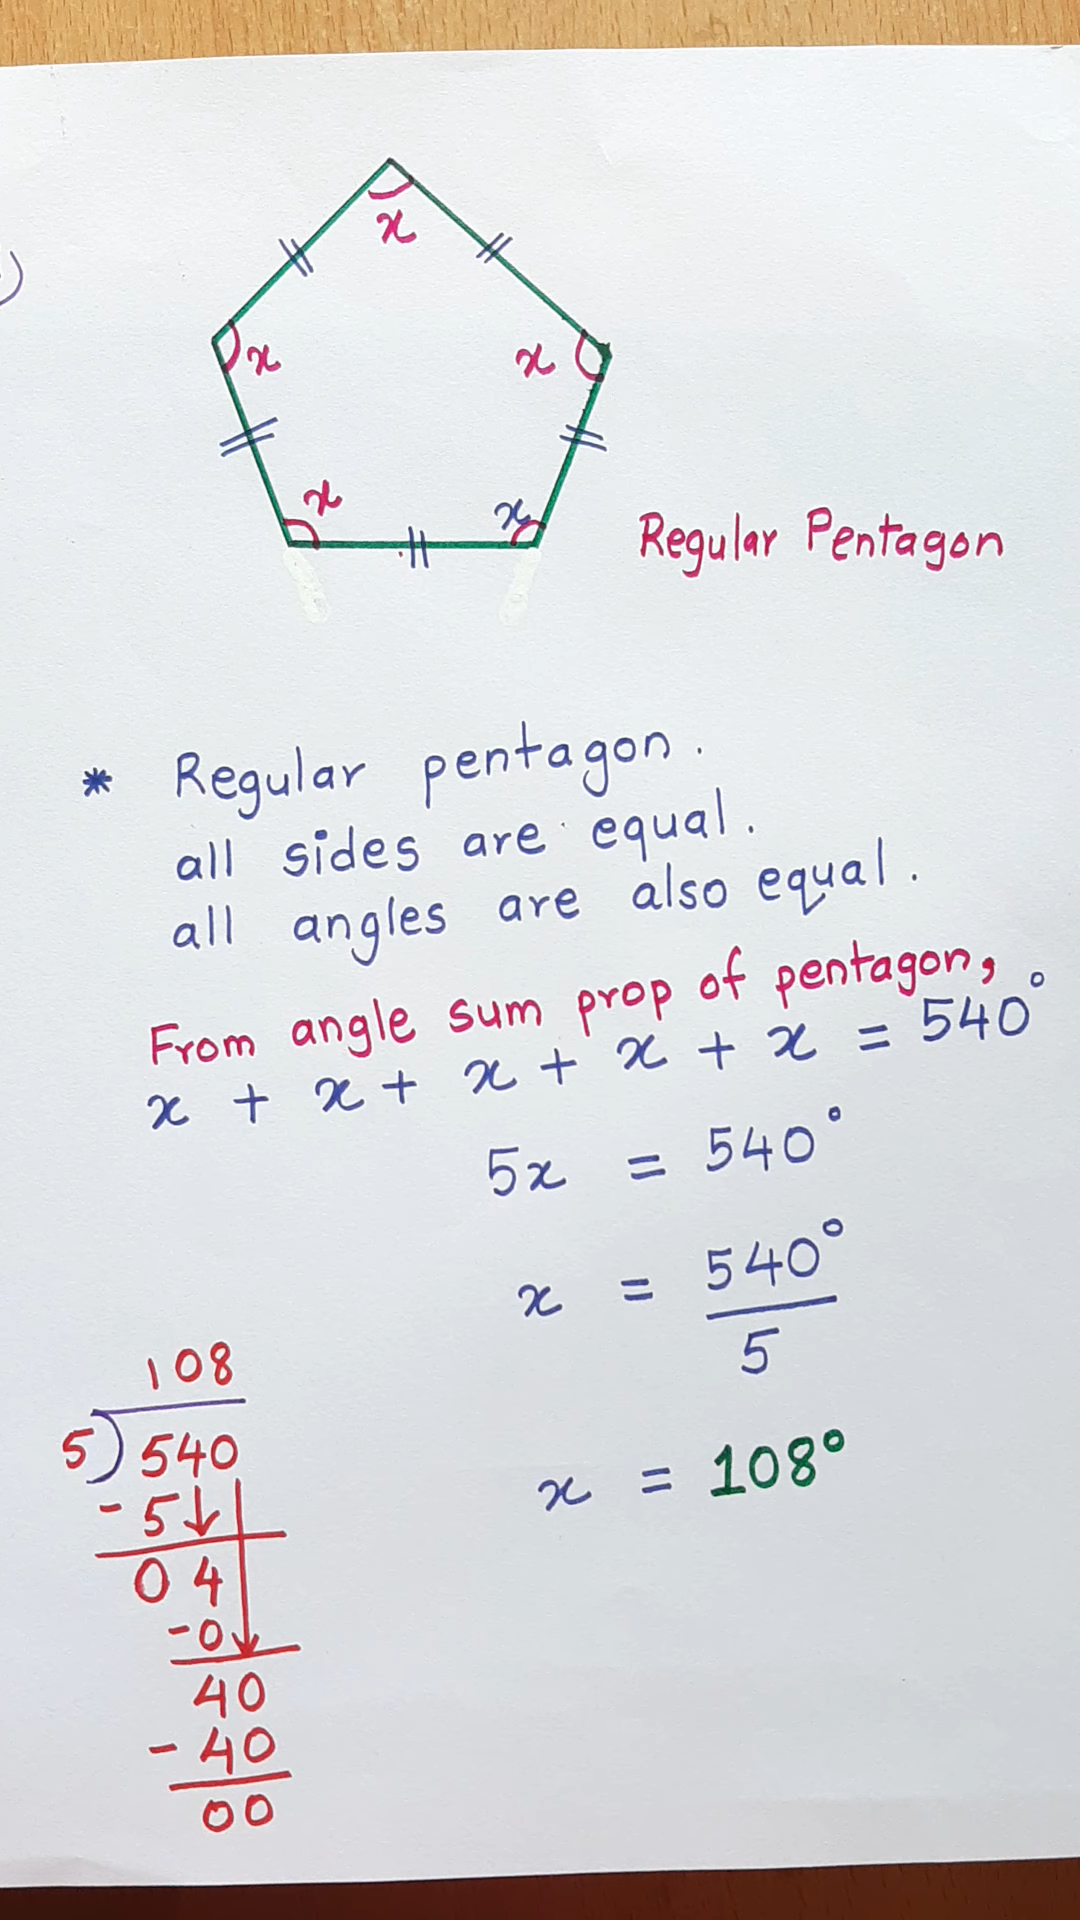 x
x
x
x
x
Regular Pentagon
* Regular pentagon.
all sides are equal.
all angles are also equal.
From angle sum prop of pentagon,
x + x + x + x + x = 540°
5x = 540°
x = 540°
5
x = 108°
108
5)540
-5↓
04
-0
40
-40
00